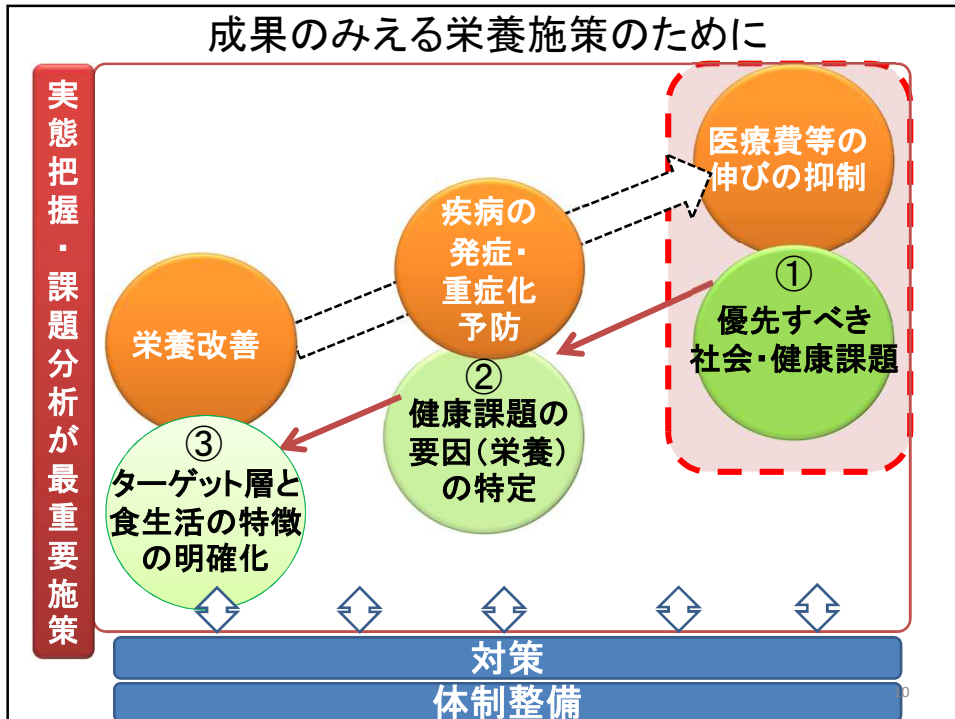 成果のみえる栄養施策のために
実態把握・課題分析が最重要施策
医療費等の
伸びの抑制
疾病の
発症・
重症化
予防
栄養改善
①
優先すべき
社会・健康課題
②
健康課題の
要因（栄養）
の特定
③
ターゲット層と
食生活の特徴
の明確化
対策
体制整備
10